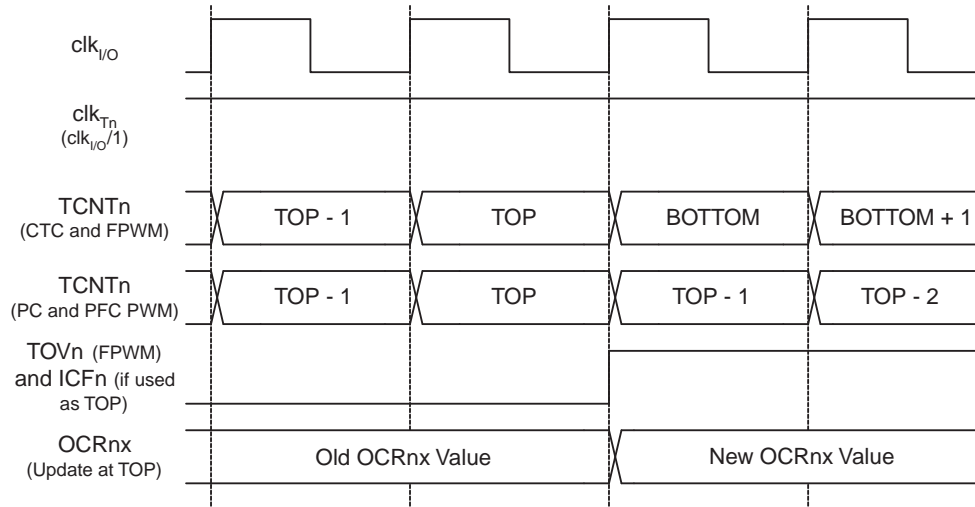 clkI/O
clkTn
(clkI/O/1)
TCNTn
(CTC and FPWM)
TOP - 1
TOP
BOTTOM
BOTTOM + 1
TCNTn
(PC and PFC PWM)
TOP - 1
TOP
TOP - 1
TOP - 2
TOVn (FPWM)
and ICFn (if used
as TOP)
OCRnx
(Update at TOP)
Old OCRnx Value
New OCRnx Value